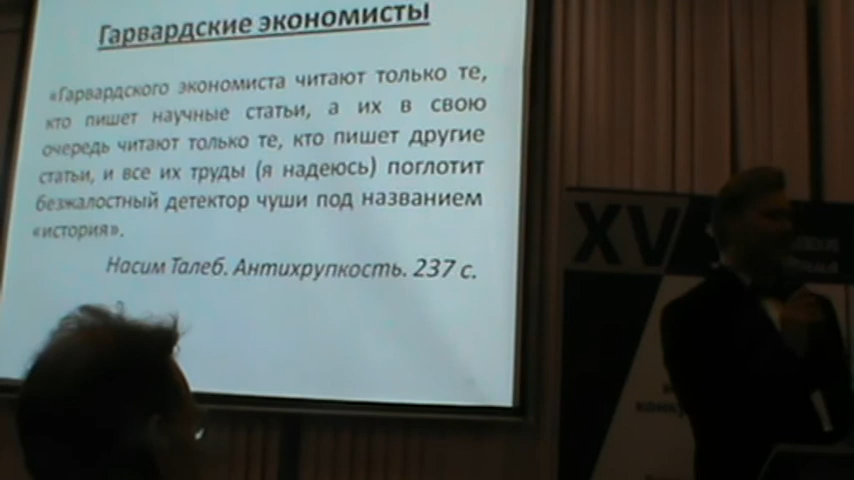 Гарвардские экономисты
«Гарвардского экономиста читают только те,
кто пишет научные статьи, а их в свою
очередь читают только те, кто пишет другие
статьи, и все их труды (я надеюсь) поглотит
безжалостный детектор чуши под названием
«история».
Насим Талеб. Антихрупкость. 237 с.
XV